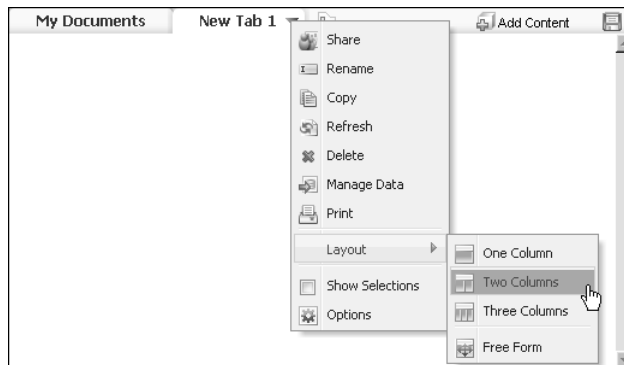 My Documents
New Tab 1
Add Content
Share
Rename
Copy
Refresh
Delete
Manage Data
Print
Layout
Show Selections
Options
One Column
Two Columns
Three Columns
Free Form